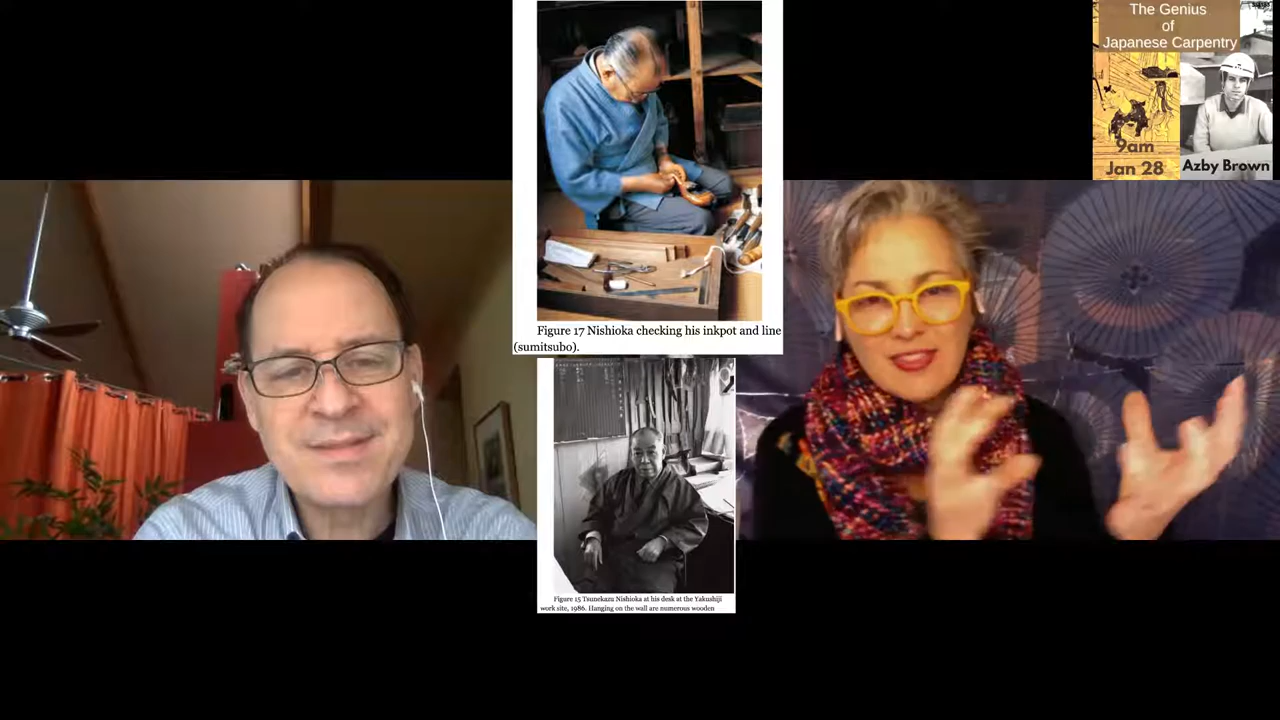 The Genius
of
Japanese Carpentry
9am
Jan 28
Azby Brown
Figure 17 Nishioka checking his inkpot and line
(sumitsubo).
Figure 15 Tsunekazu Nishioka at his desk at the Yakushiji
work site, 1986. Hanging on the wall are numerous wooden